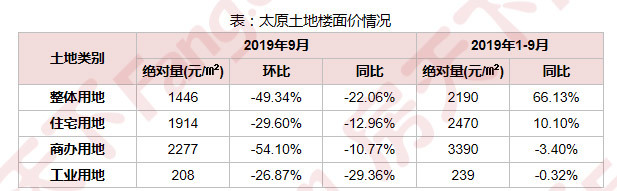 表：太原土地楼面价情况
土地类别 2019年9月 2019年1-9月
绝对量(元/㎡) 环比 同比 绝对量(元/㎡) 同比
整体用地 1446 -49.34% -22.06% 2190 66.13%
住宅用地 1914 -29.60% -12.96% 2470 10.10%
商办用地 2277 -54.10% -10.77% 3390 -3.40%
工业用地 208 -26.87% -29.36% 239 -0.32%